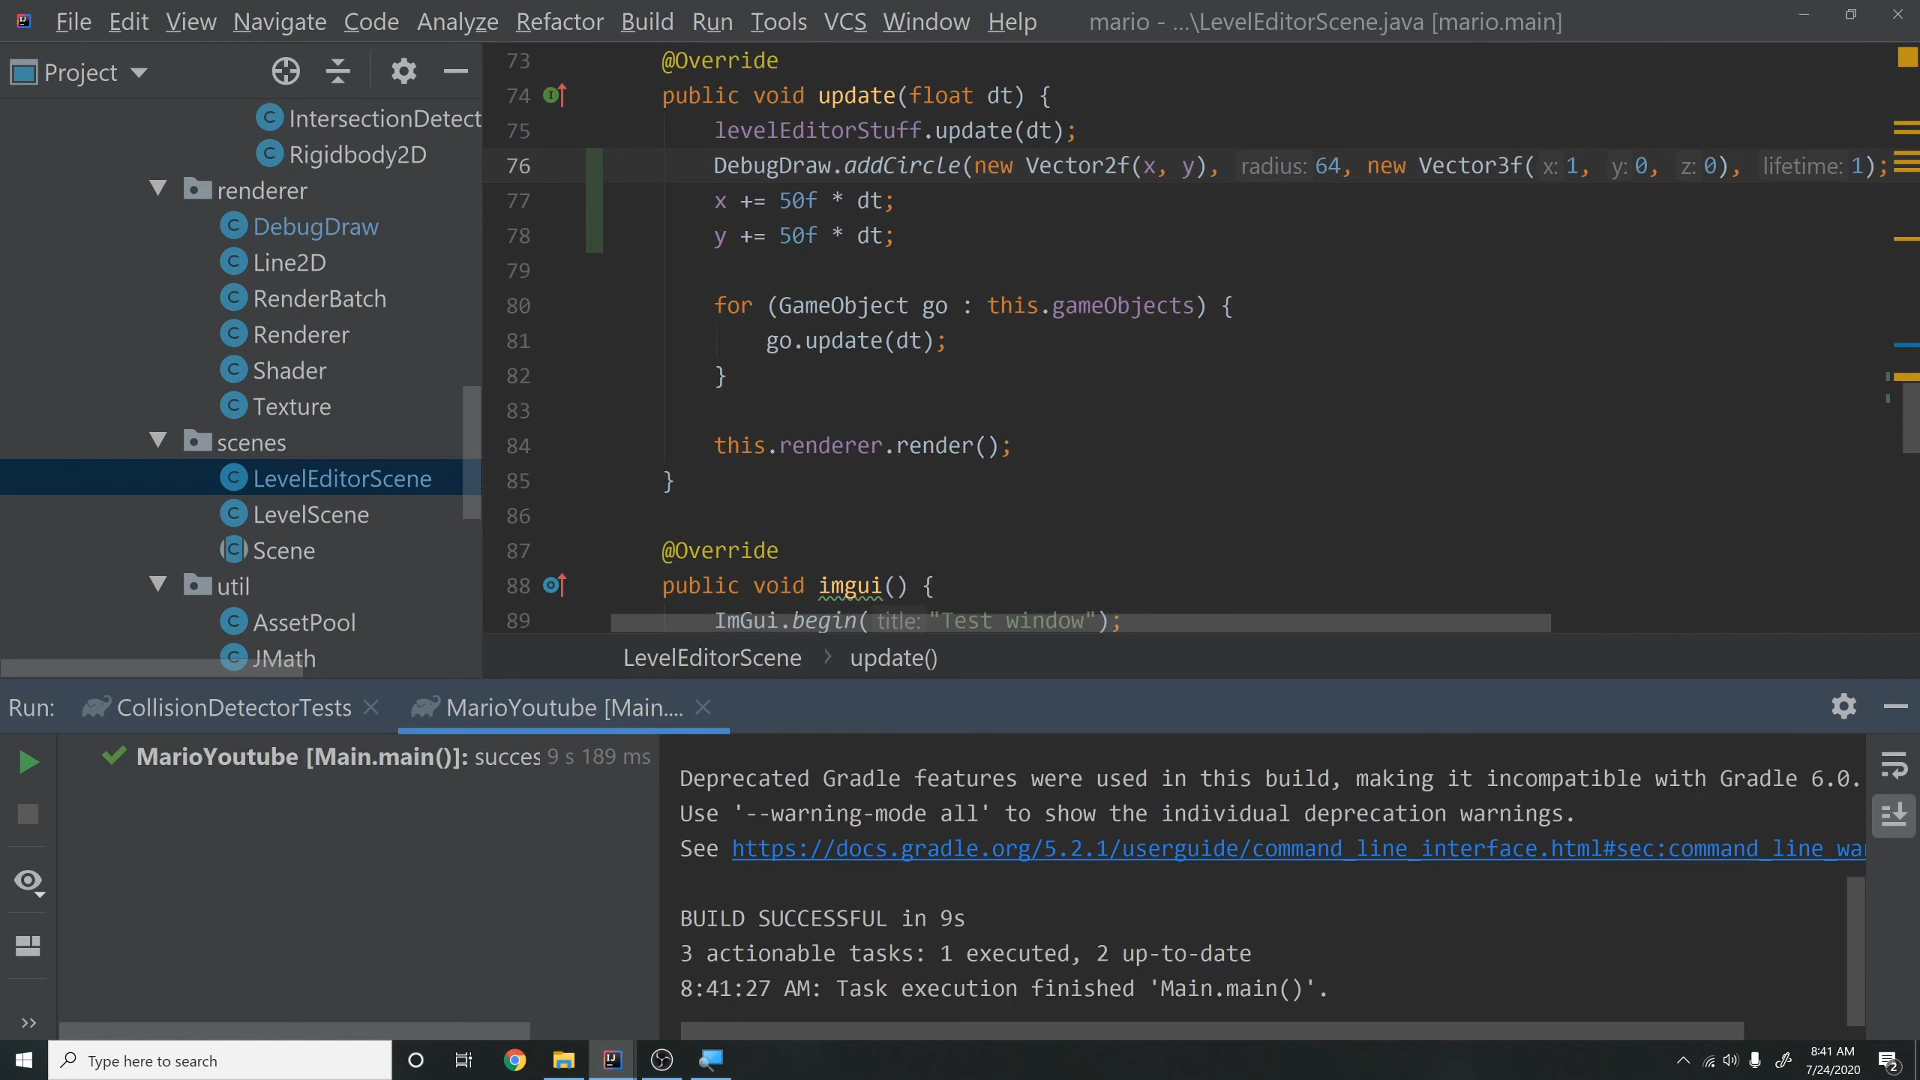 File Edit View Navigate Code Analyze Refactor Build Run Tools VCS Window Help mario - ...\LevelEditorScene.java [mario.main]
Project
IntersectionDetect
Rigidbody2D
renderer
DebugDraw
Line2D
RenderBatch
Renderer
Shader
Texture
scenes
LevelEditorScene
LevelScene
Scene
util
AssetPool
JMath
73 @Override
74 public void update(float dt) {
75 levelEditorStuff.update(dt);
76 DebugDraw.addCircle(new Vector2f(x, y), radius: 64, new Vector3f( x: 1, y: 0, z: 0), lifetime: 1);
77 x += 50f * dt;
78 y += 50f * dt;
79
80 for (GameObject go : this.gameObjects) {
81 go.update(dt);
82 }
83
84 this.renderer.render();
85 }
86
87 @Override
88 public void imgui() {
89 ImGui.begin( title: "Test window");
LevelEditorScene › update()
Run: CollisionDetectorTests MarioYoutube [Main....
MarioYoutube [Main.main()]: succes 9 s 189 ms
Deprecated Gradle features were used in this build, making it incompatible with Gradle 6.0.
Use '--warning-mode all' to show the individual deprecation warnings.
See https://docs.gradle.org/5.2.1/userguide/command_line_interface.html#sec:command_line_wa
BUILD SUCCESSFUL in 9s
3 actionable tasks: 1 executed, 2 up-to-date
8:41:27 AM: Task execution finished 'Main.main()'.
Type here to search
8:41 AM
7/24/2020
2